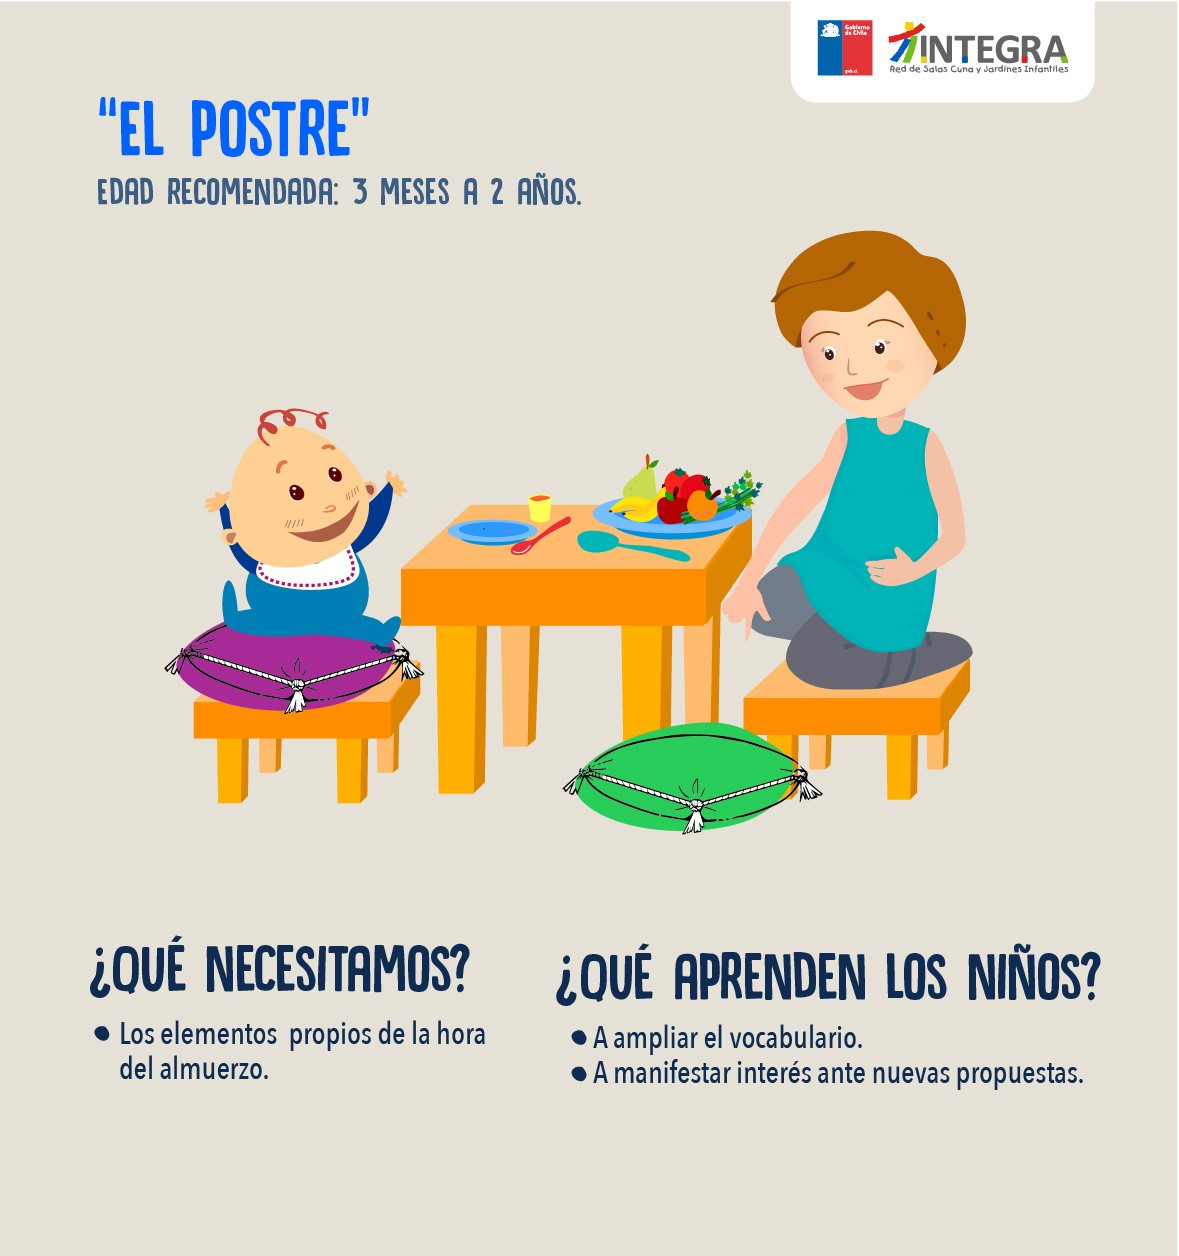 Gobierno
de Chile
gob.cl
INTEGRA
Red de Salas Cuna y Jardines Infantiles
“EL POSTRE”
EDAD RECOMENDADA: 3 MESES A 2 AÑOS.
¿QUÉ NECESITAMOS?
• Los elementos propios de la hora
del almuerzo.
¿QUÉ APRENDEN LOS NIÑOS?
• A ampliar el vocabulario.
• A manifestar interés ante nuevas propuestas.